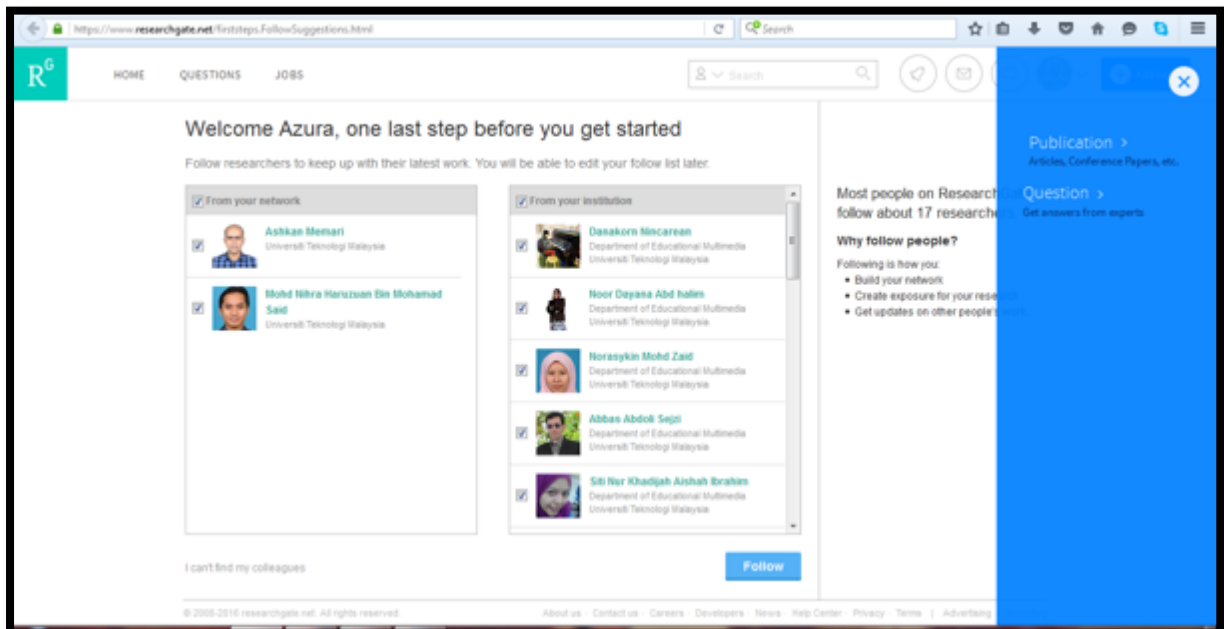 https://www.researchgate.net/firststeps.FollowSuggestions.html
Search
RG
HOME QUESTIONS JOBS
Search
Welcome Azura, one last step before you get started
Follow researchers to keep up with their latest work. You will be able to edit your follow list later.
From your network
Ashkan Memari
Universiti Teknologi Malaysia
Mohd Nihra Haruzuan Bin Mohamad
Said
Universiti Teknologi Malaysia
From your institution
Danakorn Nincarean
Department of Educational Multimedia
Universiti Teknologi Malaysia
Noor Dayana Abd halim
Department of Educational Multimedia
Universiti Teknologi Malaysia
Norasykin Mohd Zaid
Department of Educational Multimedia
Universiti Teknologi Malaysia
Abbas Abdoli Sejzi
Department of Educational Multimedia
Universiti Teknologi Malaysia
Siti Nur Khadijah Aishah Ibrahim
Department of Educational Multimedia
Universiti Teknologi Malaysia
Most people on
follow about 17
Why follow people?
Following is how you:
Build your network
Create exposure for your
Get updates on other people's
Publication >
Articles, Conference Papers, etc.
Question >
Get answers from experts
I can't find my colleagues
Follow
© 2008-2016 researchgate.net. All rights reserved.
About us · Contact us · Careers · Developers · News · Help Center · Privacy · Terms | Advertising